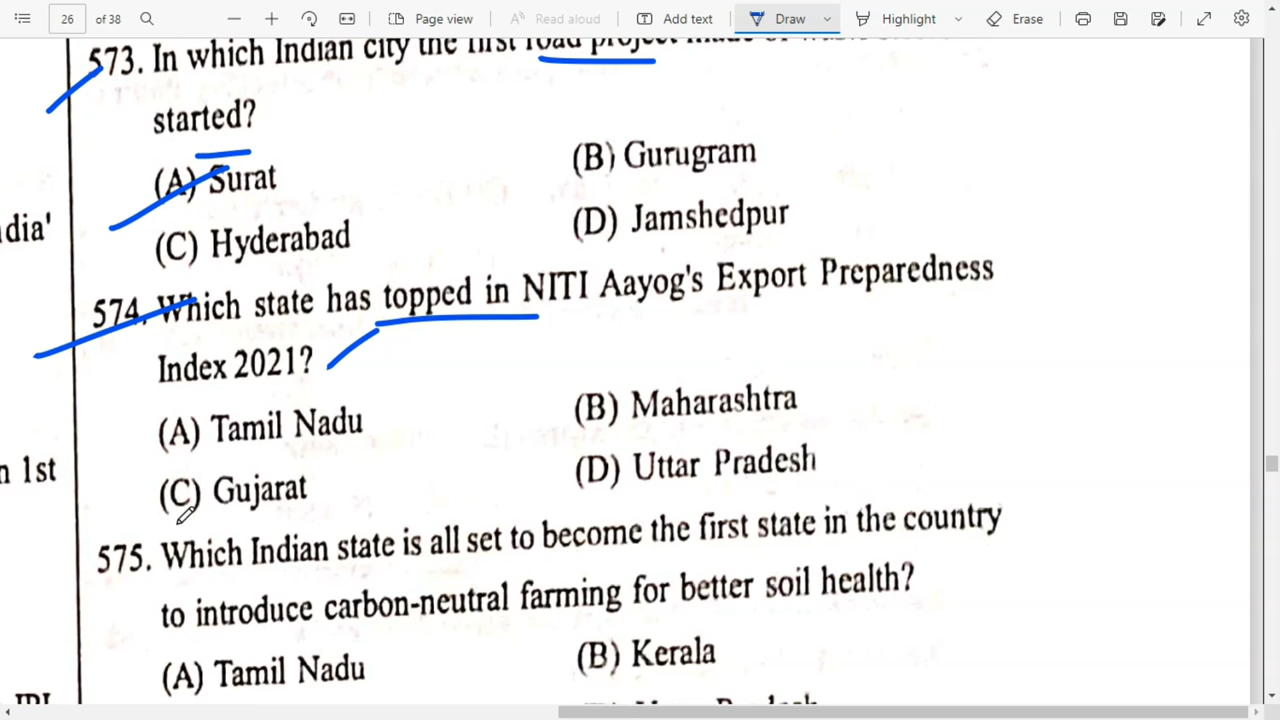 26 of 38 Page view Read aloud Add text Draw Highlight Erase
573. In which Indian city the first road project made of
started?
(A) Surat (B) Gurugram
dia'
(C) Hyderabad (D) Jamshedpur
574. Which state has topped in NITI Aayog's Export Preparedness
Index 2021?
(A) Tamil Nadu (B) Maharashtra
n 1st
(C) Gujarat (D) Uttar Pradesh
575. Which Indian state is all set to become the first state in the country
to introduce carbon-neutral farming for better soil health?
(A) Tamil Nadu (B) Kerala